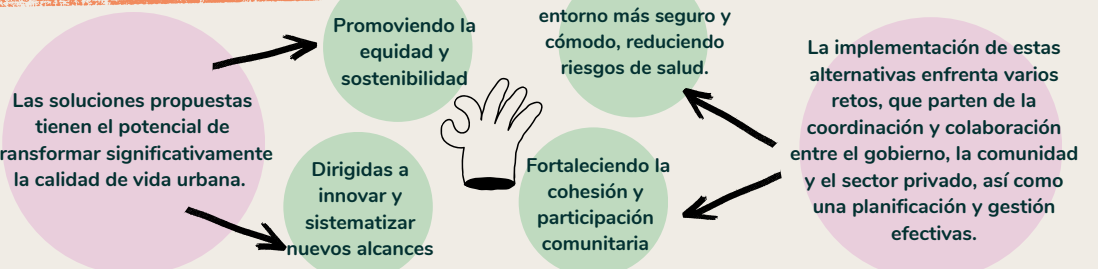 Las soluciones propuestas
tienen el potencial de
ransformar significativamente
la calidad de vida urbana.
Promoviendo la
equidad y
sostenibilidad
Dirigidas a
innovar y
sistematizar
nuevos alcances
entorno más seguro y
cómodo, reduciendo
riesgos de salud.
Fortaleciendo la
cohesión y
participación
comunitaria
La implementación de estas
alternativas enfrenta varios
retos, que parten de la
coordinación y colaboración
entre el gobierno, la comunidad
y el sector privado, así como
una planificación y gestión
efectivas.